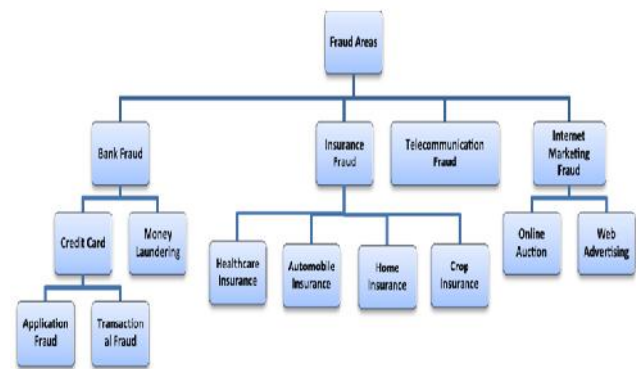 Fraud Areas
Bank Fraud
Insurance
Fraud
Telecommunication
Fraud
Internet
Marketing
Fraud
Credit Card
Money
Laundering
Healthcare
Insurance
Automobile
Insurance
Home
Insurance
Crop
Insurance
Online
Auction
Web
Advertising
Application
Fraud
Transaction
al Fraud